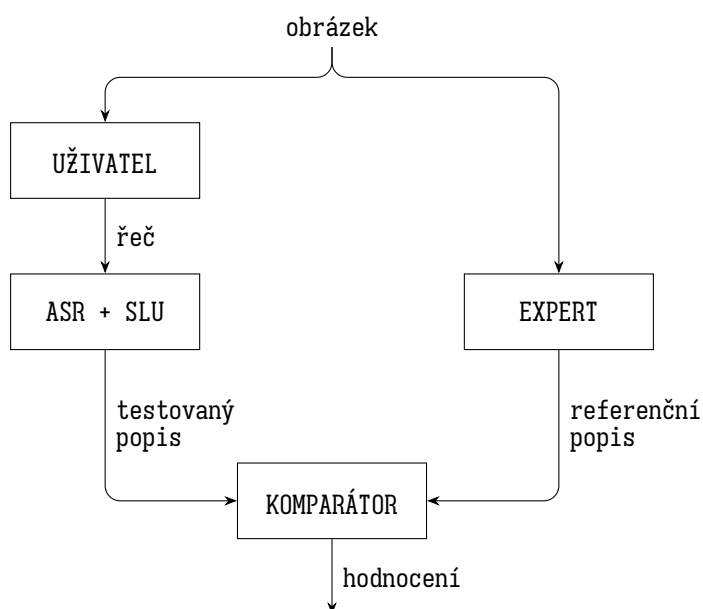 obrázek
UŽIVATEL
řeč
ASR + SLU
EXPERT
testovaný
popis
referenční
popis
KOMPARÁTOR
hodnocení